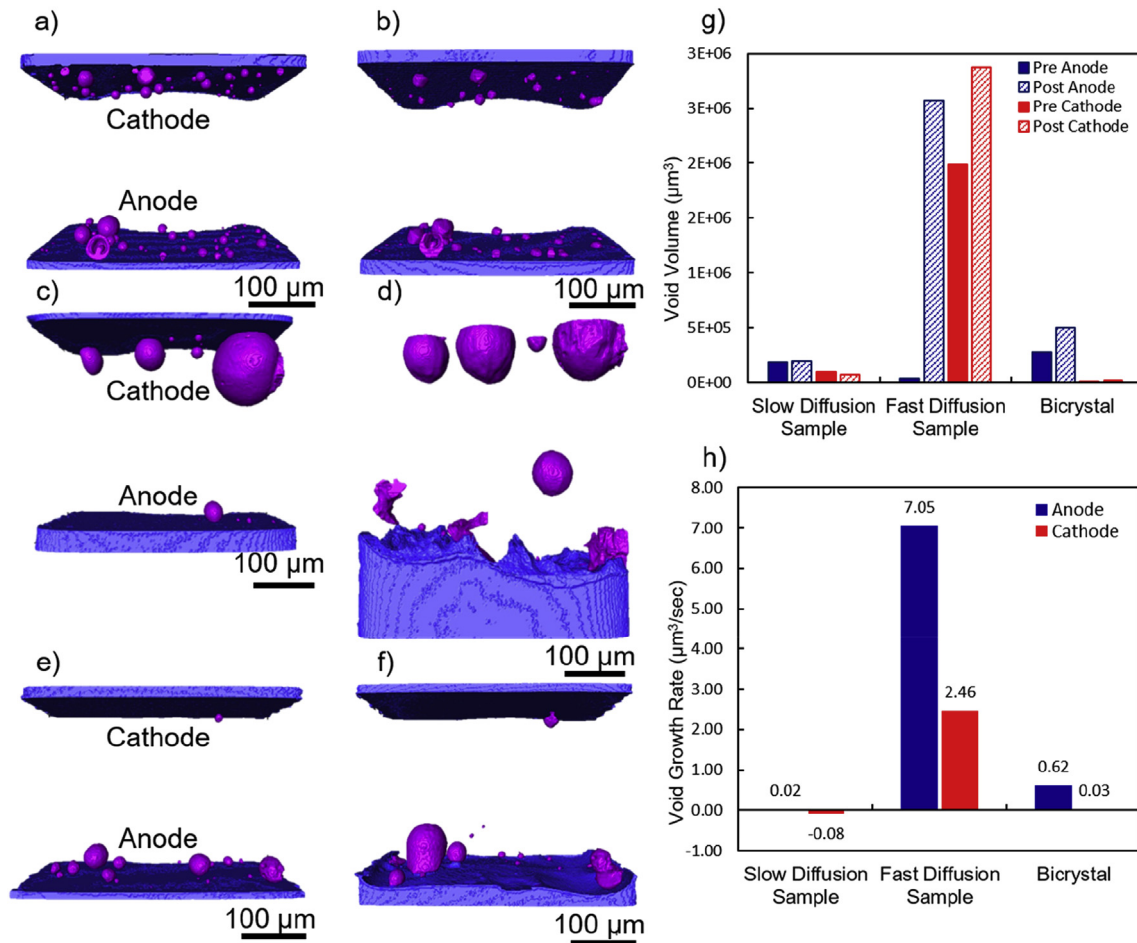 a)
b)
Cathode
Anode
100 µm
100 µm
c)
d)
Cathode
Anode
100 µm
100 µm
e)
f)
Cathode
Anode
100 µm
100 µm
g)
3E+06
3E+06
2E+06
2E+06
1E+06
5E+05
0E+00
Void Volume (µm³)
Pre Anode
Post Anode
Pre Cathode
Post Cathode
Slow Diffusion Fast Diffusion Bicrystal
Sample Sample
h)
8.00
7.00
6.00
5.00
4.00
3.00
2.00
1.00
0.00
-1.00
Void Growth Rate (µm³/sec)
Anode
Cathode
0.02
-0.08
7.05
2.46
0.62
0.03
Slow Diffusion Fast Diffusion Bicrystal
Sample Sample